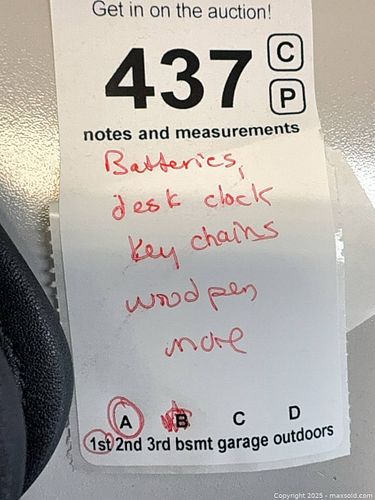 Get in on the auction!
437
C
P
notes and measurements
Batteries,
desk clock
key chains
wood pen
more
A B C D
1st 2nd 3rd bsmt garage outdoors
Copyright 2025 - maxsold.com